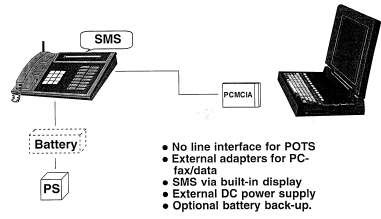 SMS
PCMCIA
Battery
PS
● No line interface for POTS
● External adapters for PC-
fax/data
● SMS via built-in display
● External DC power supply
● Optional battery back-up.